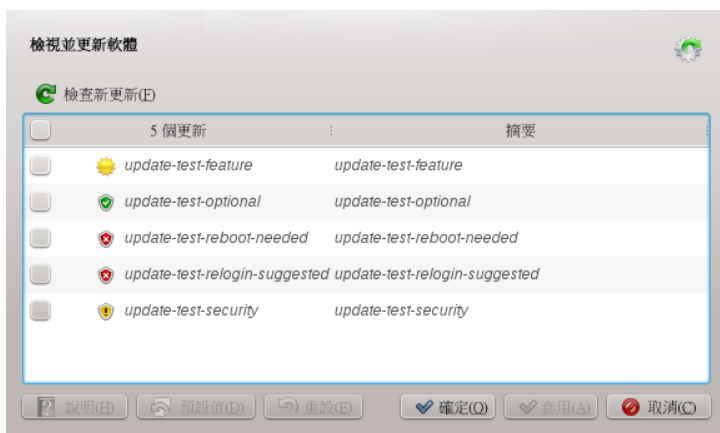 檢視並更新軟體
檢查新更新(F)
5 個更新 摘要
update-test-feature update-test-feature
update-test-optional update-test-optional
update-test-reboot-needed update-test-reboot-needed
update-test-relogin-suggested update-test-relogin-suggested
update-test-security update-test-security
說明(H) 預設值(D) 重設(E) 確定(O) 套用(A) 取消(C)